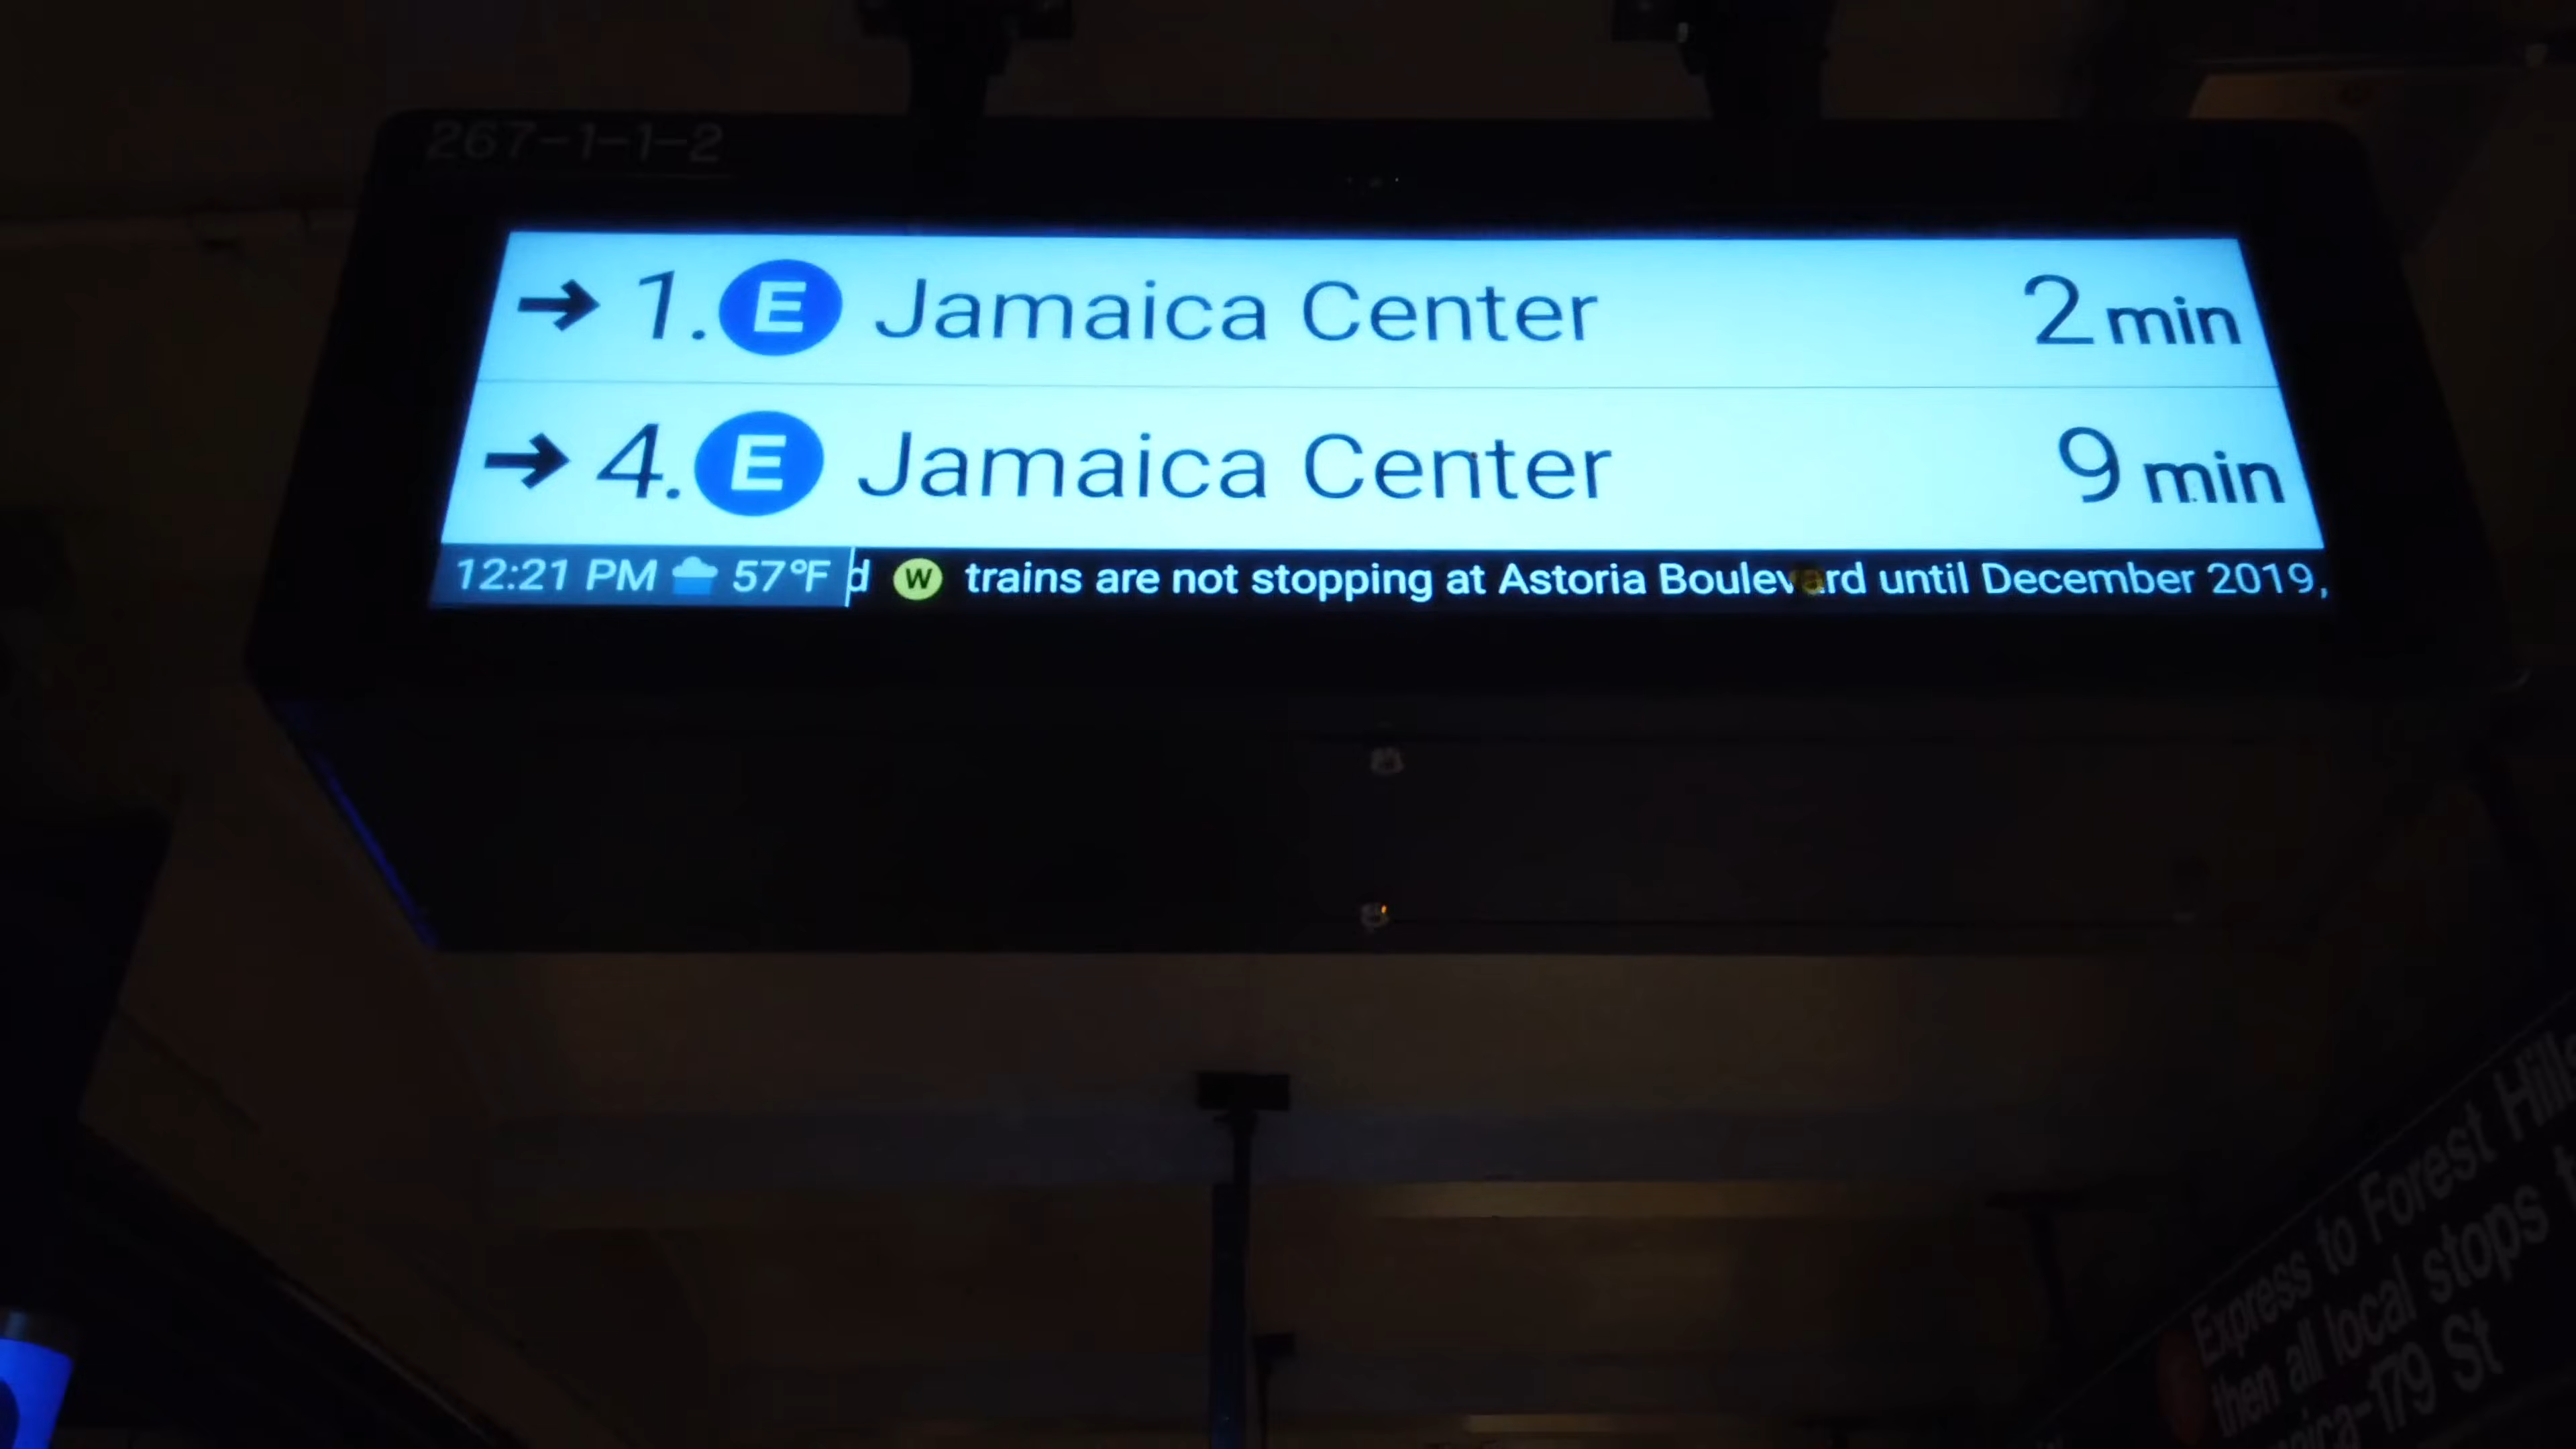 267-1-1-2
→ 1. E Jamaica Center 2 min
→ 4. E Jamaica Center 9 min
12:21 PM 57°F d W trains are not stopping at Astoria Boulevard until December 2019,
Express to Forest Hills
then all local stops
179 St